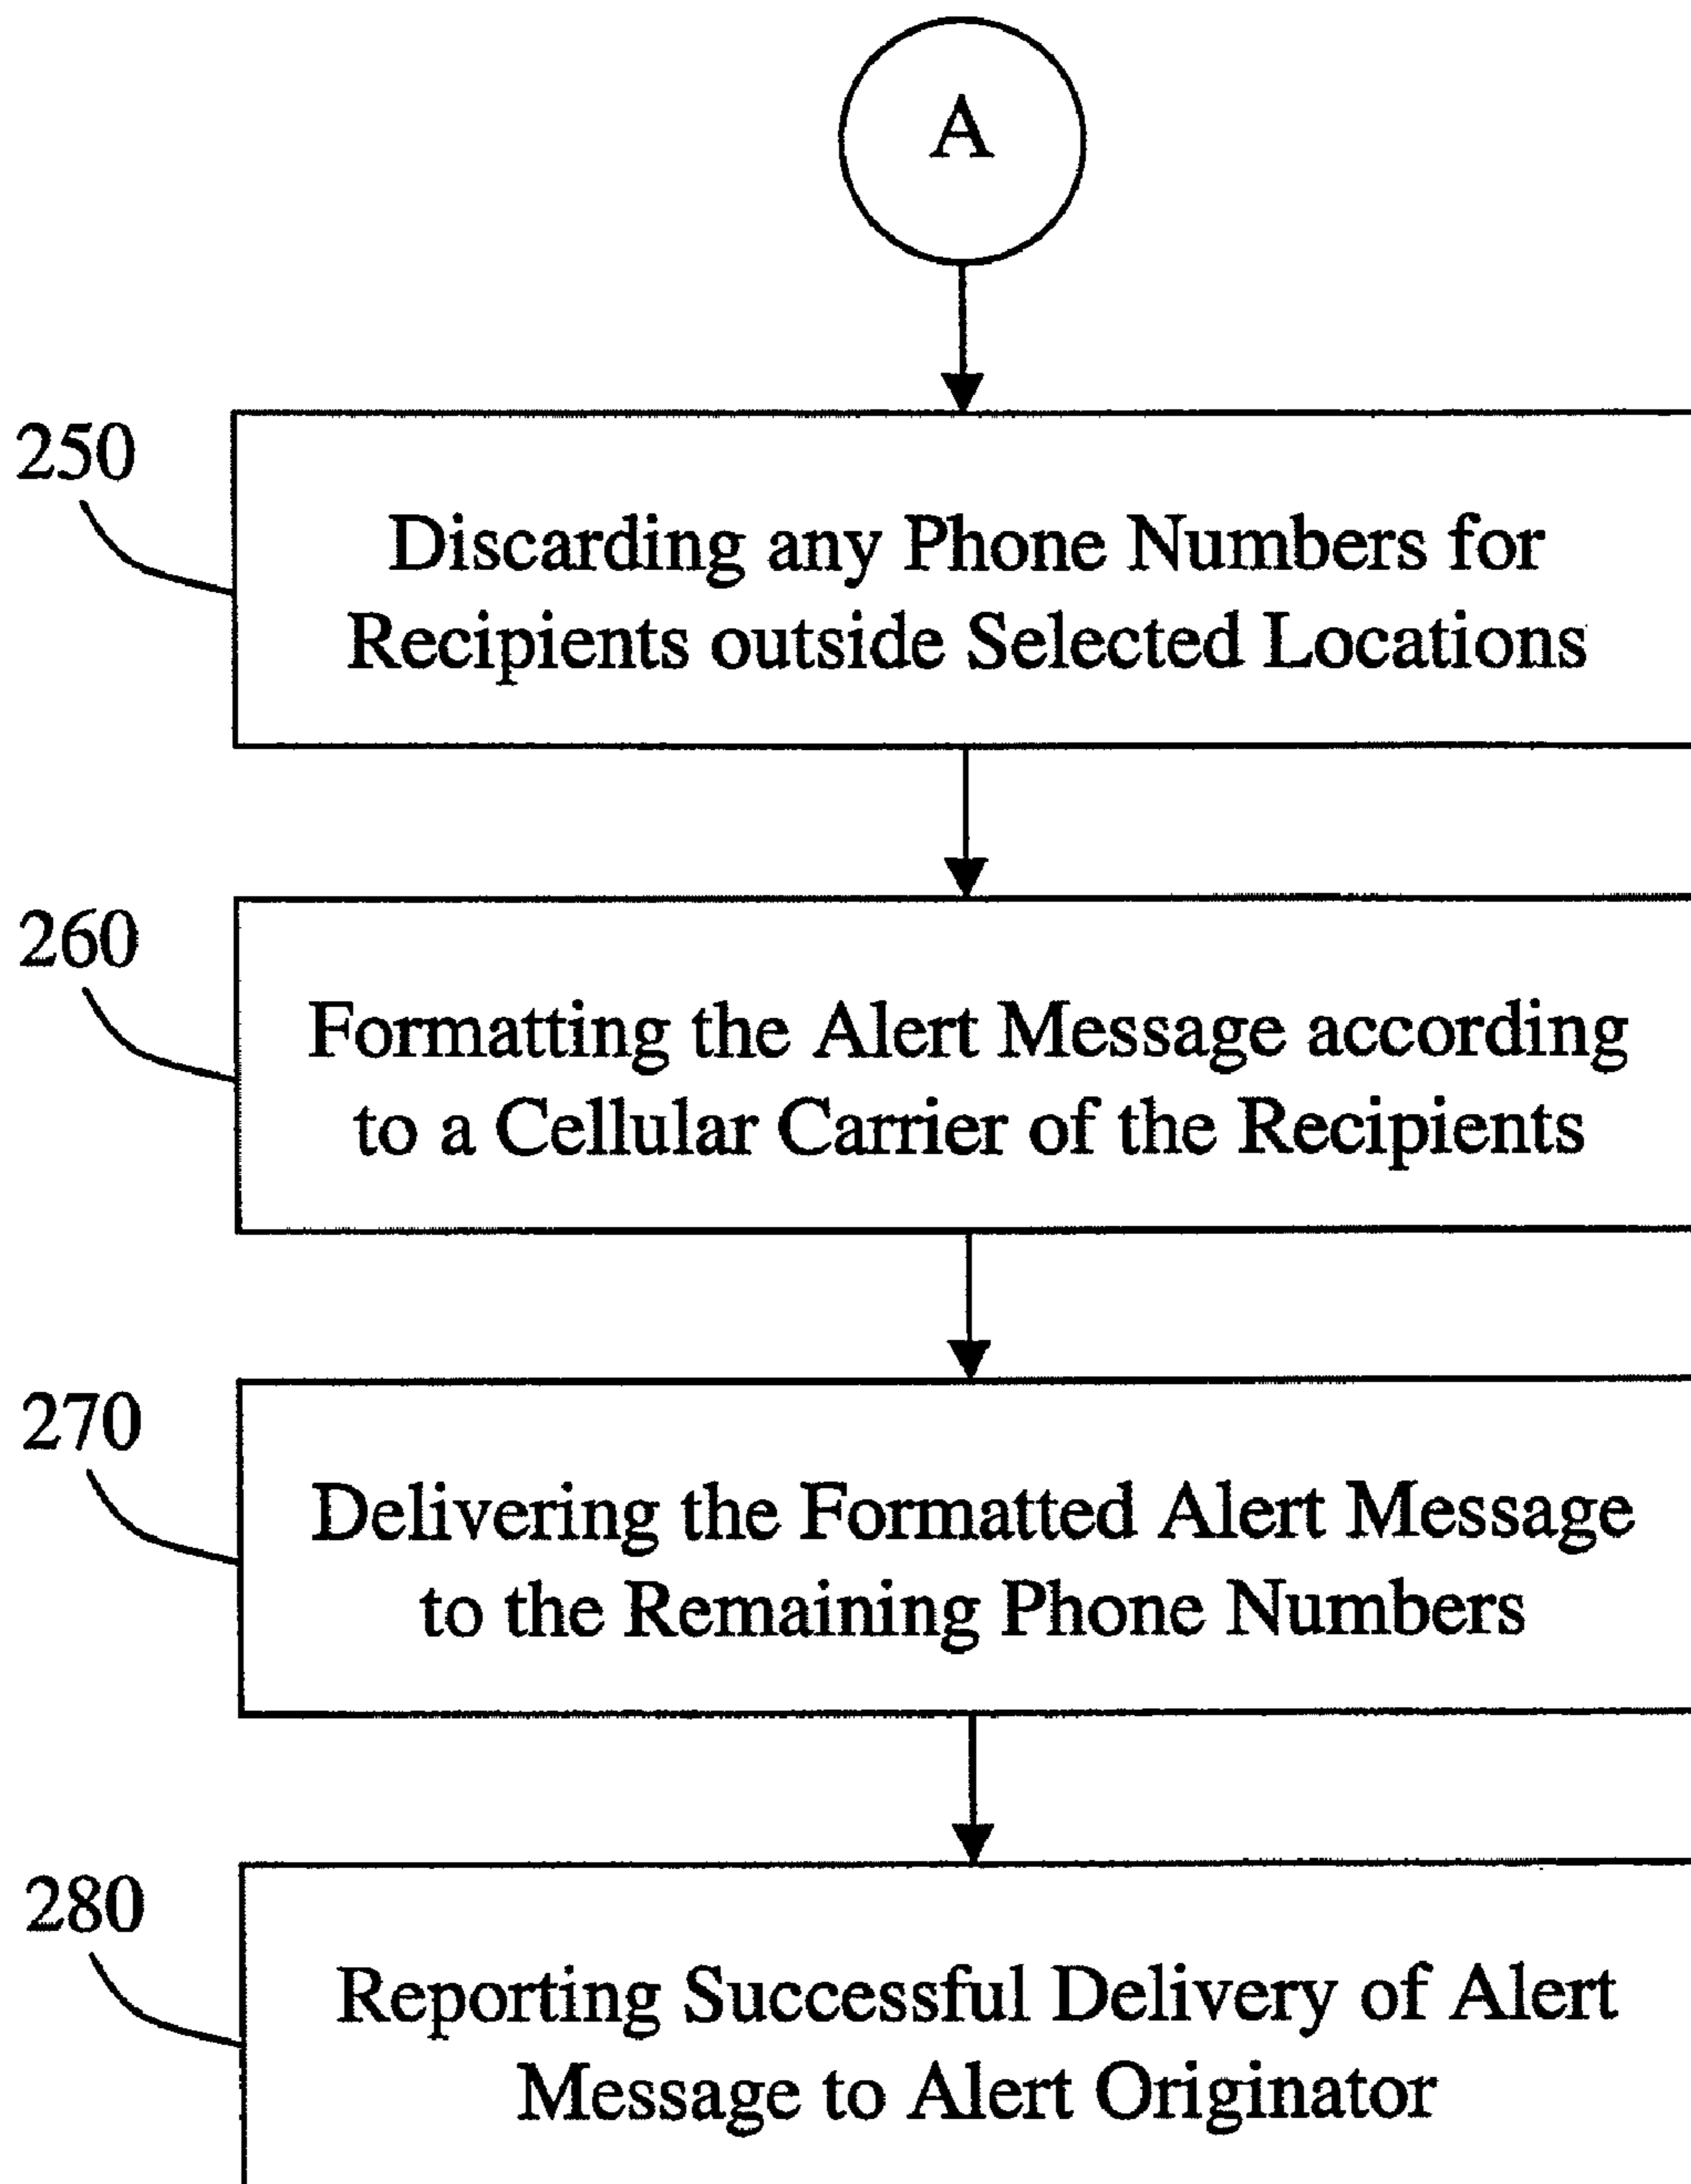 A
250
Discarding any Phone Numbers for
Recipients outside Selected Locations
260
Formatting the Alert Message according
to a Cellular Carrier of the Recipients
270
Delivering the Formatted Alert Message
to the Remaining Phone Numbers
280
Reporting Successful Delivery of Alert
Message to Alert Originator